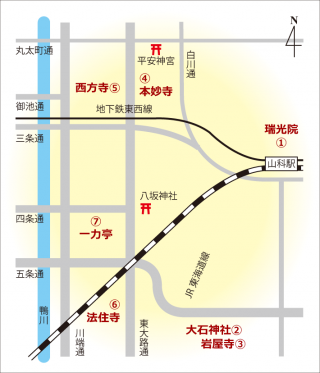 N
丸太町通
平安神宮
白川通
西方寺⑤
④
本妙寺
御池通
地下鉄東西線
三条通
瑞光院
①
山科駅
八坂神社
四条通
⑦
一力亭
五条通
JR東海道線
⑥
法住寺
大石神社②
岩屋寺③
鴨川
川端通
東大路通